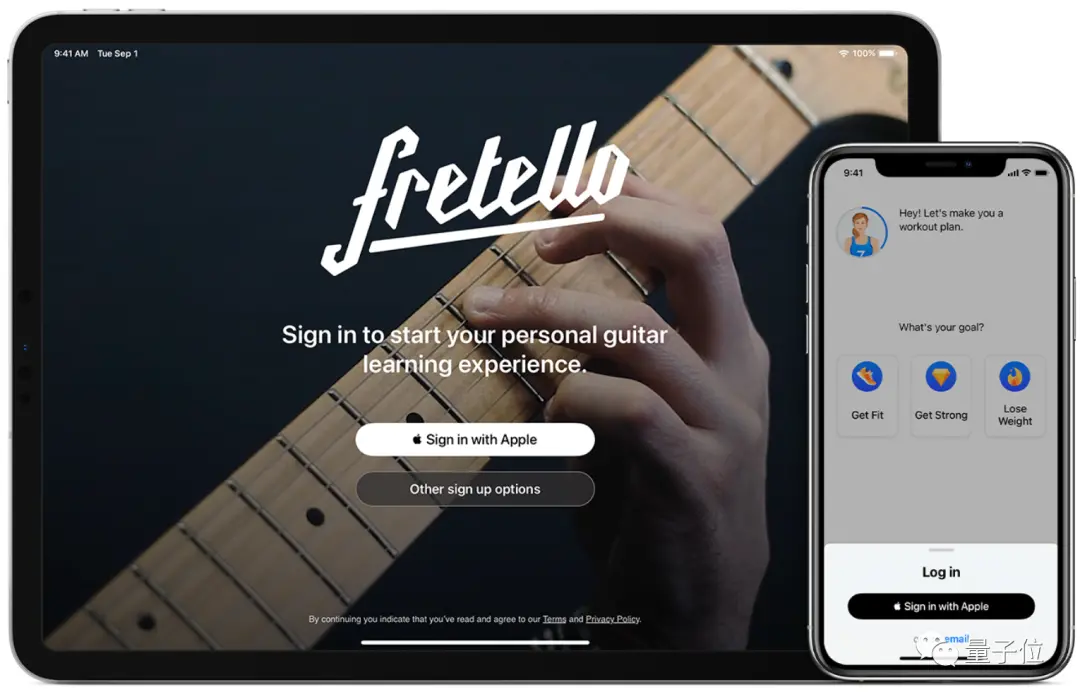 9:41 AM Tue Sep 1
100%
fretello
Sign in to start your personal guitar
learning experience.
Sign in with Apple
Other sign up options
By continuing you indicate that you've read and agree to our Terms and Privacy Policy.
9:41
Hey! Let's make you a
workout plan.
What's your goal?
Get Fit
Get Strong
Lose
Weight
Log in
Sign in with Apple
email
量子位